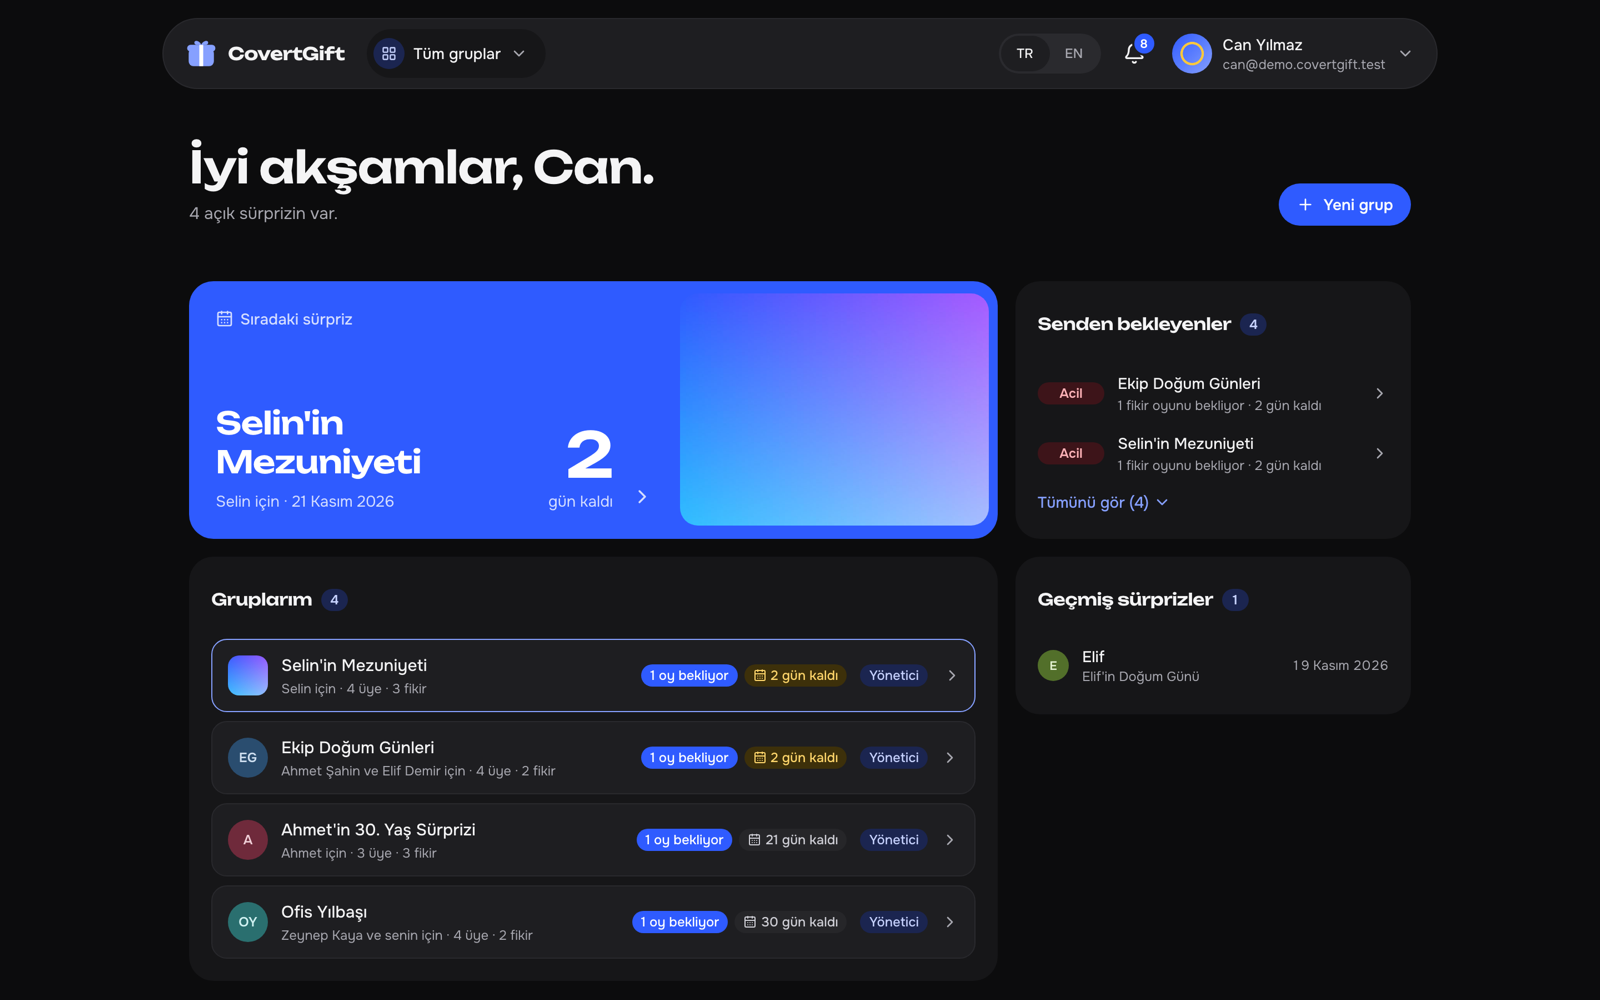 CovertGift
Tüm gruplar
TR
EN
8
Can Yılmaz
can@demo.covertgift.test
İyi akşamlar, Can.
4 açık sürprizin var.
Yeni grup
Sıradaki sürpriz
Selin'in
Mezuniyeti
Selin için · 21 Kasım 2026
2
gün kaldı
Senden bekleyenler 4
Acil
Ekip Doğum Günleri
1 fikir oyunu bekliyor · 2 gün kaldı
Acil
Selin'in Mezuniyeti
1 fikir oyunu bekliyor · 2 gün kaldı
Tümünü gör (4)
Gruplarım 4
Selin'in Mezuniyeti
Selin için · 4 üye · 3 fikir
1 oy bekliyor
2 gün kaldı
Yönetici
EG
Ekip Doğum Günleri
Ahmet Şahin ve Elif Demir için · 4 üye · 2 fikir
1 oy bekliyor
2 gün kaldı
Yönetici
A
Ahmet'in 30. Yaş Sürprizi
Ahmet için · 3 üye · 3 fikir
1 oy bekliyor
21 gün kaldı
Yönetici
OY
Ofis Yılbaşı
Zeynep Kaya ve senin için · 4 üye · 2 fikir
1 oy bekliyor
30 gün kaldı
Yönetici
Geçmiş sürprizler 1
E
Elif
Elif'in Doğum Günü
19 Kasım 2026